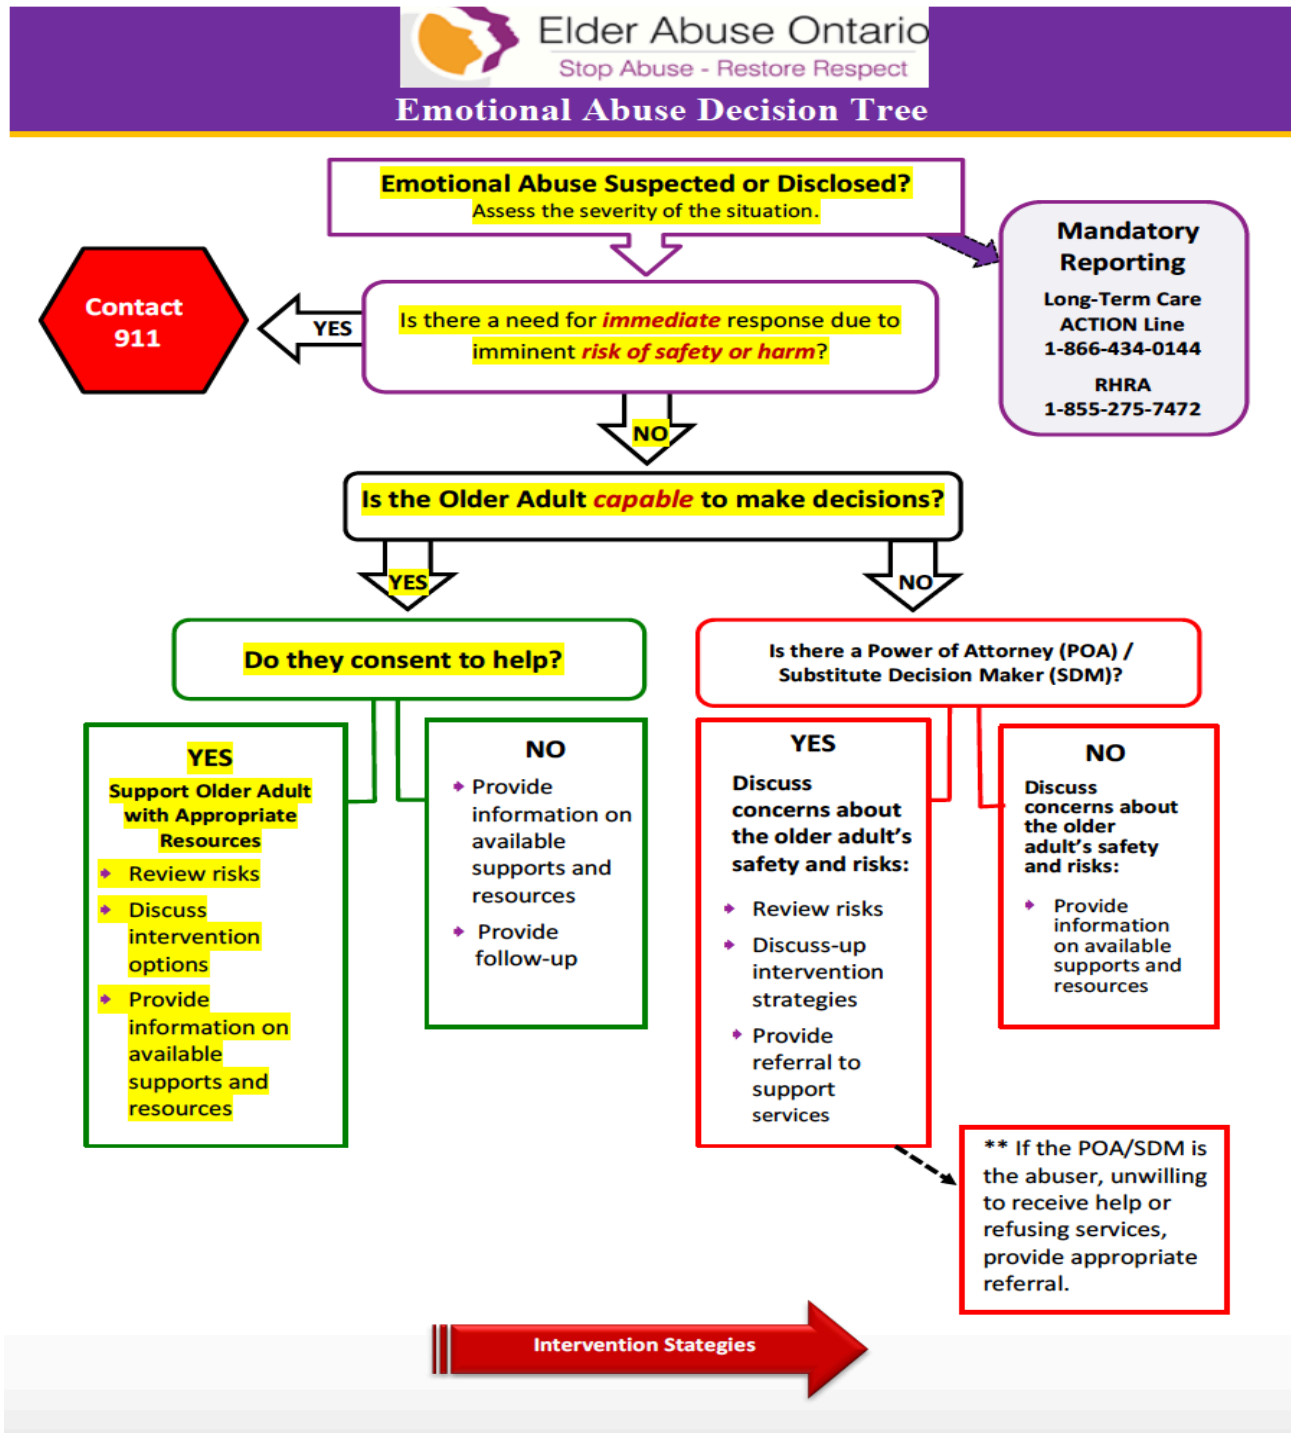 Elder Abuse Ontario
Stop Abuse - Restore Respect
Emotional Abuse Decision Tree
Emotional Abuse Suspected or Disclosed?
Assess the severity of the situation.
Mandatory
Reporting
Long-Term Care
ACTION Line
1-866-434-0144
RHRA
1-855-275-7472
Contact
911
YES
Is there a need for immediate response due to
imminent risk of safety or harm?
NO
Is the Older Adult capable to make decisions?
YES
NO
Do they consent to help?
YES
Support Older Adult
with Appropriate
Resources
Review risks
Discuss
intervention
options
Provide
information on
available
supports and
resources
NO
Provide
information on
available
supports and
resources
Provide
follow-up
Is there a Power of Attorney (POA) /
Substitute Decision Maker (SDM)?
YES
Discuss
concerns about
the older adult's
safety and risks:
Review risks
Discuss-up
intervention
strategies
Provide
referral to
support
services
NO
Discuss
concerns about
the older
adult's safety
and risks:
Provide
information
on available
supports and
resources
** If the POA/SDM is
the abuser, unwilling
to receive help or
refusing services,
provide appropriate
referral.
Intervention Stategies